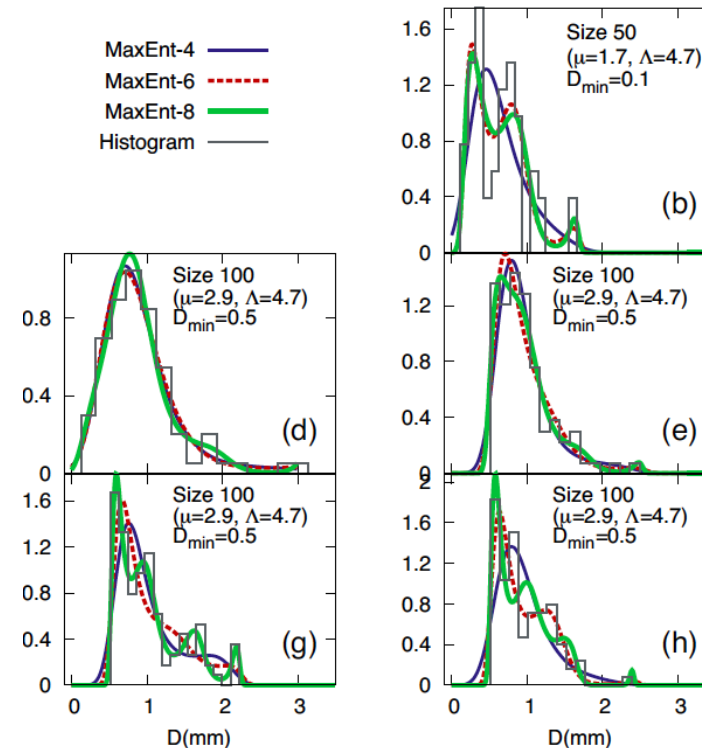 MaxEnt-4
MaxEnt-6
MaxEnt-8
Histogram
1.6
1.2
0.8
0.4
0
Size 50
(μ=1.7, Λ=4.7)
D_min=0.1
(b)
0.8
0.4
0
Size 100
(μ=2.9, Λ=4.7)
D_min=0.5
(d)
1.2
0.8
0.4
0
Size 100
(μ=2.9, Λ=4.7)
D_min=0.5
(e)
1.6
1.2
0.8
0.4
0
Size 100
(μ=2.9, Λ=4.7)
D_min=0.5
(g)
0 1 2 3
D(mm)
2
1.6
1.2
0.8
0.4
0
Size 100
(μ=2.9, Λ=4.7)
D_min=0.5
(h)
0 1 2 3
D(mm)